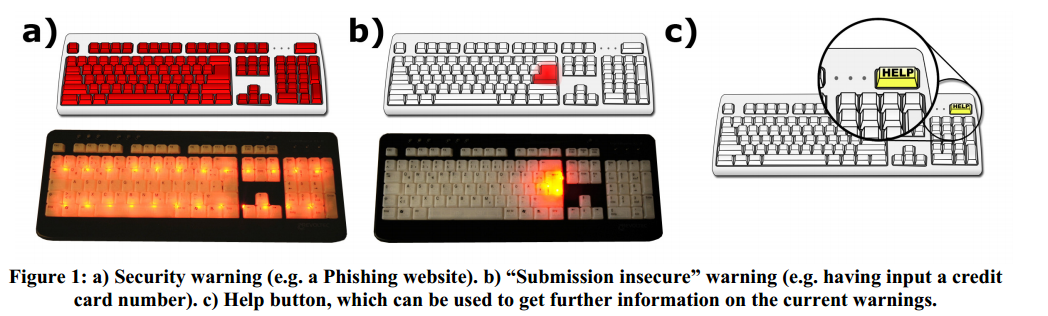 a)
b)
c)
HELP
HELP
Figure 1: a) Security warning (e.g. a Phishing website). b) “Submission insecure” warning (e.g. having input a credit
card number). c) Help button, which can be used to get further information on the current warnings.